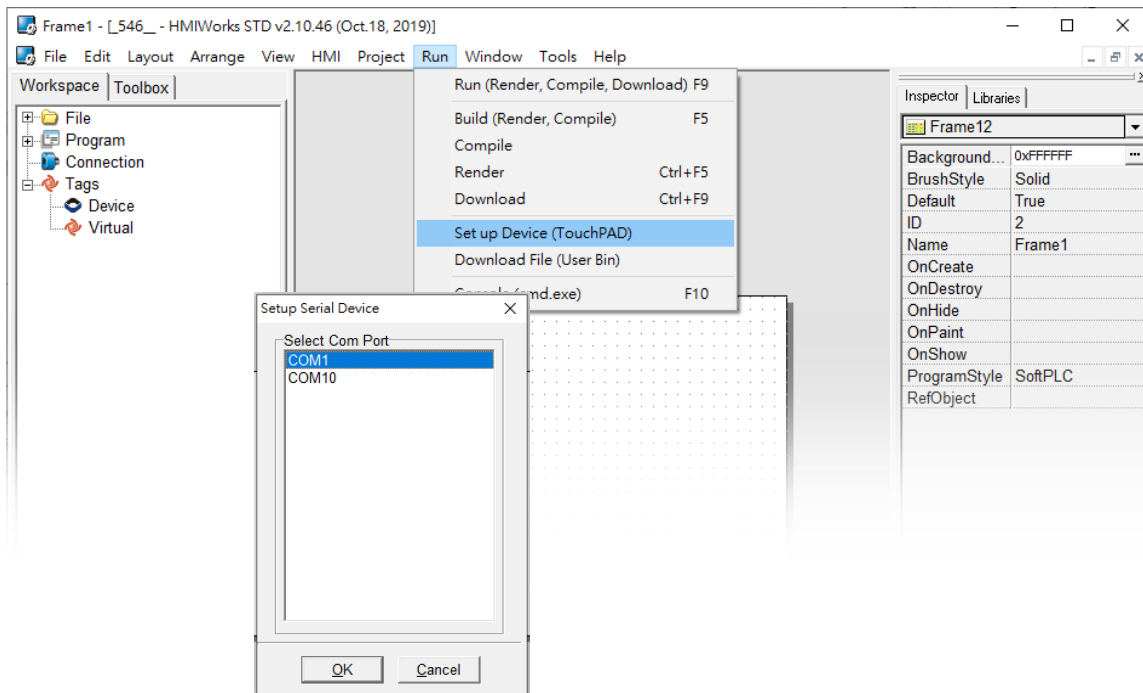 Frame1 - [_546__ - HMIWorks STD v2.10.46 (Oct.18, 2019)]
File Edit Layout Arrange View HMI Project Run Window Tools Help
Workspace Toolbox
File
Program
Connection
Tags
Device
Virtual
Run (Render, Compile, Download) F9
Build (Render, Compile) F5
Compile
Render Ctrl+F5
Download Ctrl+F9
Set up Device (TouchPAD)
Download File (User Bin)
(cmd.exe) F10
Setup Serial Device
Select Com Port
COM1
COM10
OK Cancel
Inspector Libraries
Frame12
Background... 0xFFFFFF ...
BrushStyle Solid
Default True
ID 2
Name Frame1
OnCreate
OnDestroy
OnHide
OnPaint
OnShow
ProgramStyle SoftPLC
RefObject